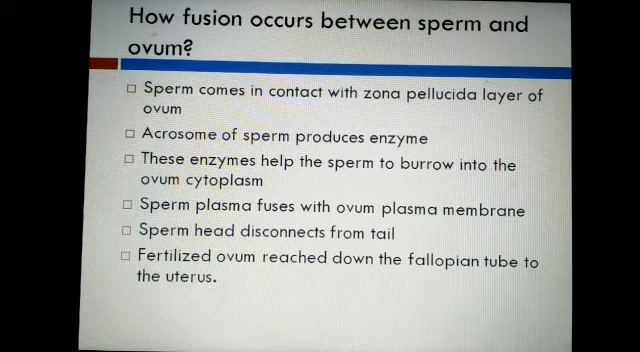 How fusion occurs between sperm and
ovum?
Sperm comes in contact with zona pellucida layer of
ovum
Acrosome of sperm produces enzyme
These enzymes help the sperm to burrow into the
ovum cytoplasm
Sperm plasma fuses with ovum plasma membrane
Sperm head disconnects from tail
Fertilized ovum reached down the fallopian tube to
the uterus.